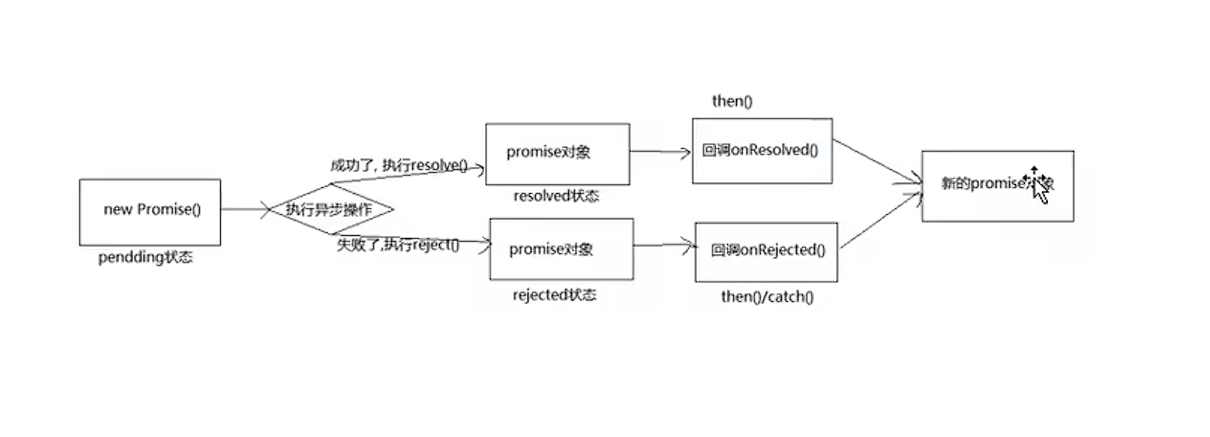 then()
成功了, 执行resolve()
promise对象
回调onResolved()
resolved状态
new Promise()
pendding状态
执行异步操作
新的promise对象
失败了,执行reject()
promise对象
回调onRejected()
rejected状态
then()/catch()